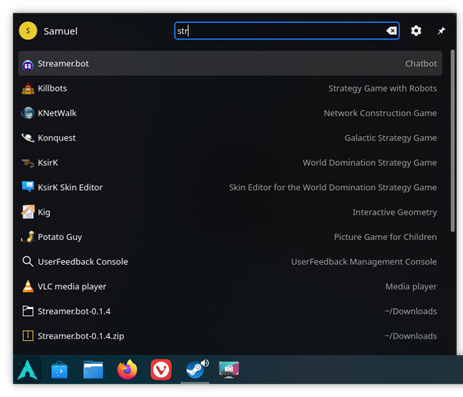 S Samuel str
Streamer.bot Chatbot
Killbots Strategy Game with Robots
KNetWalk Network Construction Game
Konquest Galactic Strategy Game
KsirK World Domination Strategy Game
KsirK Skin Editor Skin Editor for the World Domination Strategy Game
Kig Interactive Geometry
Potato Guy Picture Game for Children
UserFeedback Console UserFeedback Management Console
VLC media player Media player
Streamer.bot-0.1.4 ~/Downloads
Streamer.bot-0.1.4.zip ~/Downloads